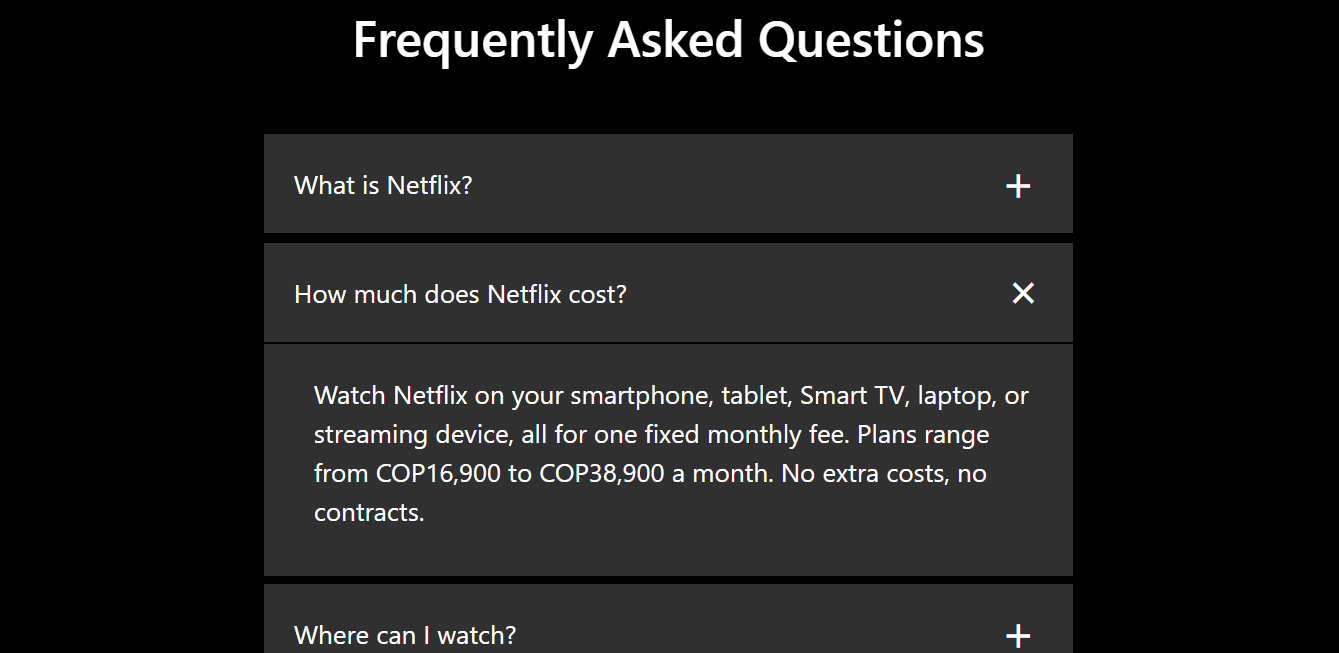 Frequently Asked Questions
What is Netflix?
How much does Netflix cost?
Watch Netflix on your smartphone, tablet, Smart TV, laptop, or
streaming device, all for one fixed monthly fee. Plans range
from COP16,900 to COP38,900 a month. No extra costs, no
contracts.
Where can I watch?